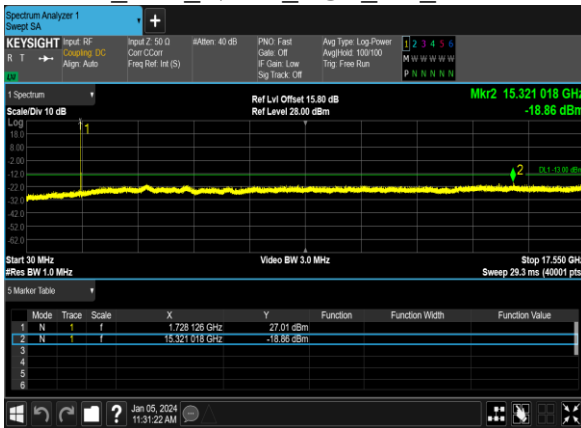 Spectrum Analyzer 1
Swept SA
+
KEYSIGHT
R T
LV
Input: RF
Coupling: DC
Align: Auto
Input Z: 50 Ω
Corr CCorr
Freq Ref: Int (S)
#Atten: 40 dB
PNO: Fast
Gate: Off
IF Gain: Low
Sig Track: Off
Avg Type: Log-Power
Avg|Hold: 100/100
Trig: Free Run
1 2 3 4 5 6
M W W W W W
P N N N N N
1 Spectrum
Scale/Div 10 dB
Ref Lvl Offset 15.80 dB
Ref Level 28.00 dBm
Mkr2 15.321 018 GHz
-18.86 dBm
Log
18.0
8.00
-2.00
-12.0
-22.0
-32.0
-42.0
-52.0
-62.0
1
2
DL1 -13.00 dBm
Start 30 MHz
#Res BW 1.0 MHz
Video BW 3.0 MHz
Stop 17.550 GHz
Sweep 29.3 ms (40001 pts)
5 Marker Table
Mode Trace Scale X Y Function Function Width Function Value
1 N 1 f 1.728 126 GHz 27.01 dBm
2 N 1 f 15.321 018 GHz -18.86 dBm
3
4
5
6
?
Jan 05, 2024
11:31:22 AM